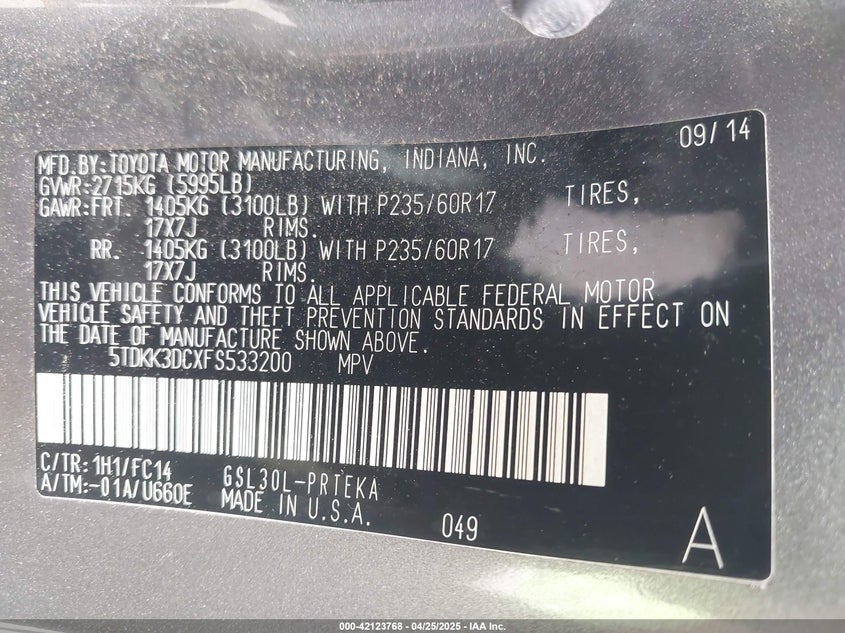 09/14
MFD.BY:TOYOTA MOTOR MANUFACTURING, INDIANA, INC.
GVWR:2715KG (5995LB)
GAWR:FRT. 1405KG (3100LB) WITH P235/60R17 TIRES,
17X7J RIMS.
RR. 1405KG (3100LB) WITH P235/60R17 TIRES,
17X7J RIMS.
THIS VEHICLE CONFORMS TO ALL APPLICABLE FEDERAL MOTOR
VEHICLE SAFETY AND THEFT PREVENTION STANDARDS IN EFFECT ON
THE DATE OF MANUFACTURE SHOWN ABOVE.
5TDKK3DCXFS533200 MPV
C/TR:1H1/FC14
A/TM:-01A/U660E
GSL30L-PRTEKA
MADE IN U.S.A.
049
A
000-42123768 - 04/25/2025 - IAA Inc.